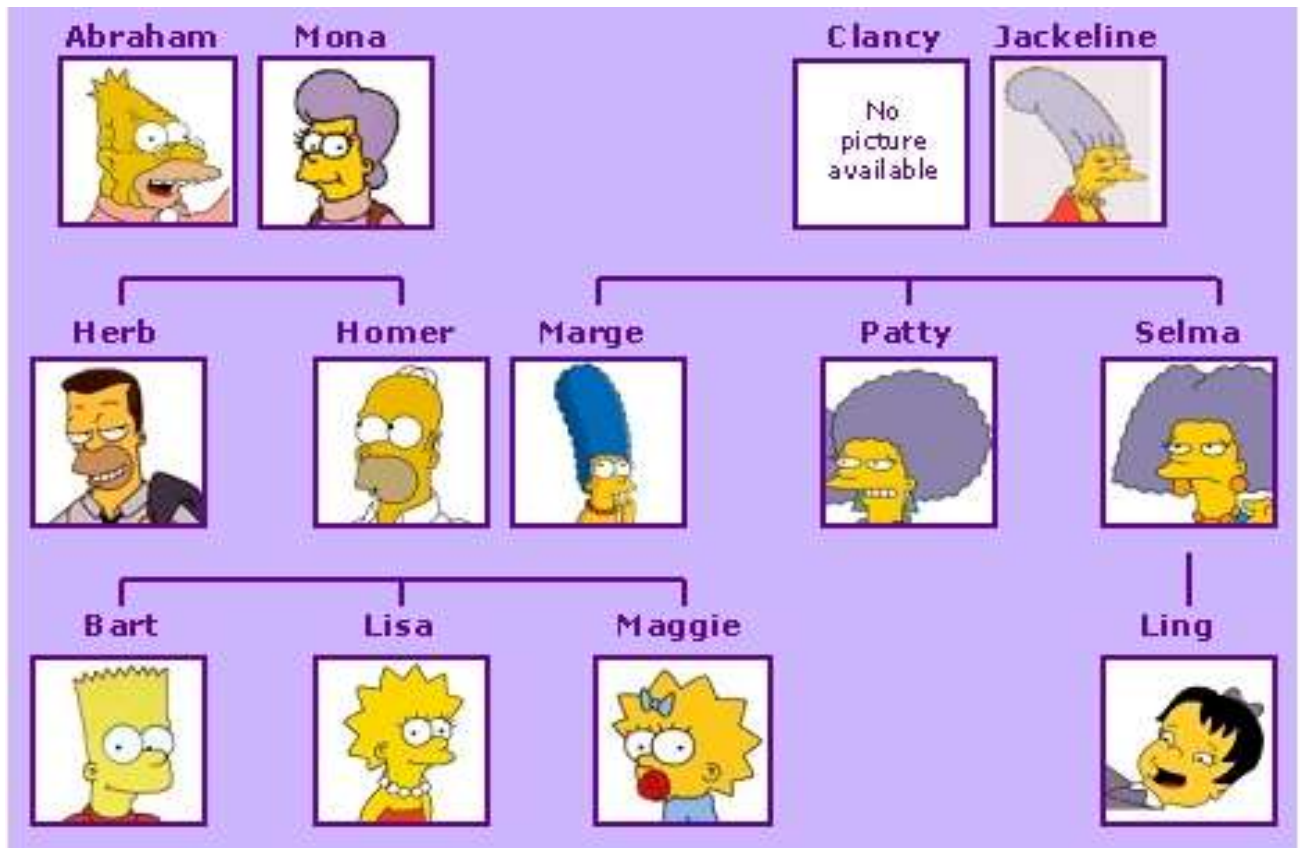 Abraham Mona Clancy Jackeline
No
picture
available
Herb Homer Marge Patty Selma
Bart Lisa Maggie Ling